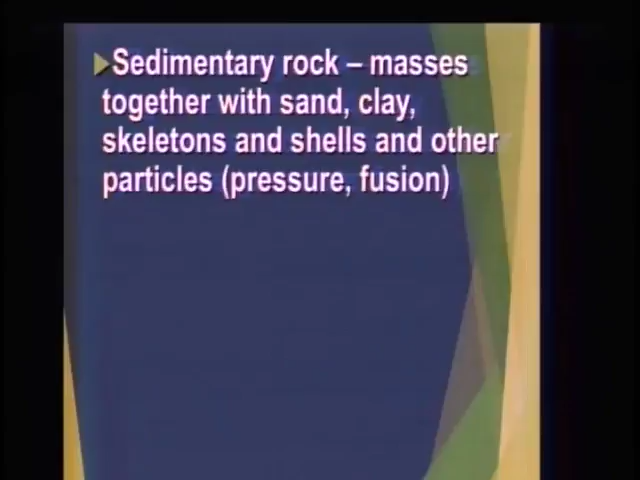 Sedimentary rock – masses
together with sand, clay,
skeletons and shells and other
particles (pressure, fusion)